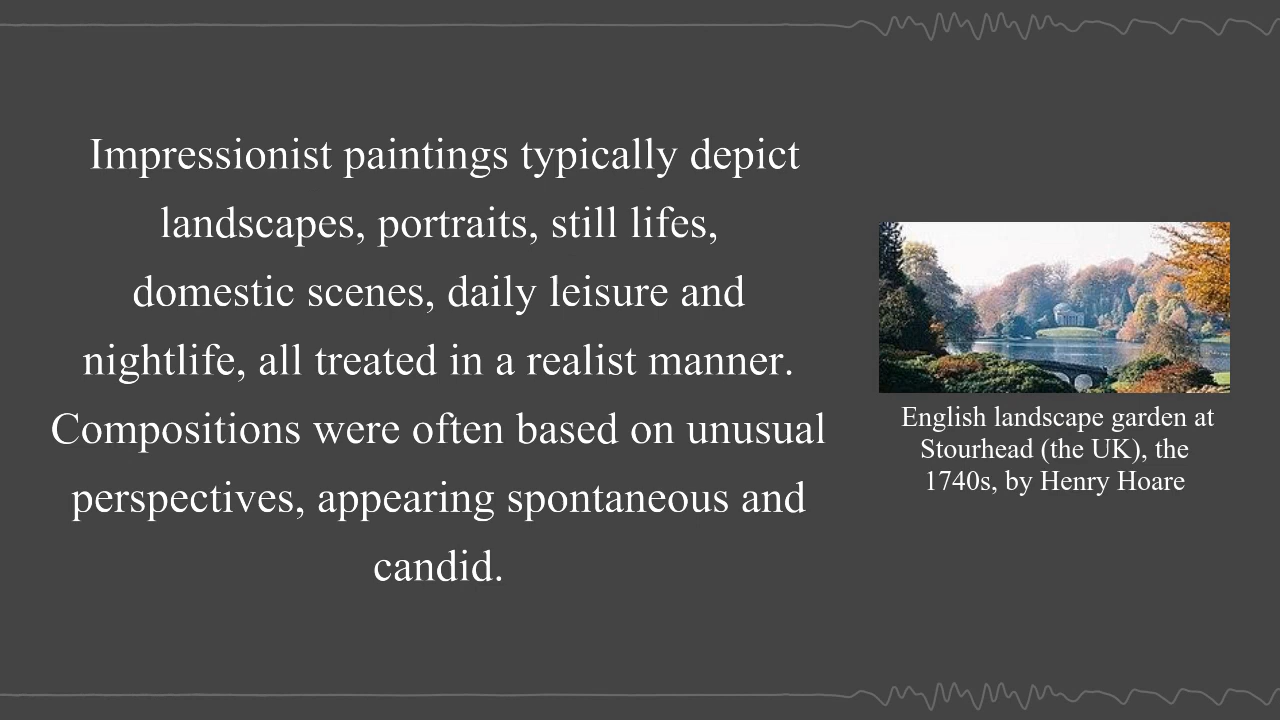 Impressionist paintings typically depict
landscapes, portraits, still lifes,
domestic scenes, daily leisure and
nightlife, all treated in a realist manner.
Compositions were often based on unusual
perspectives, appearing spontaneous and
candid.
English landscape garden at
Stourhead (the UK), the
1740s, by Henry Hoare